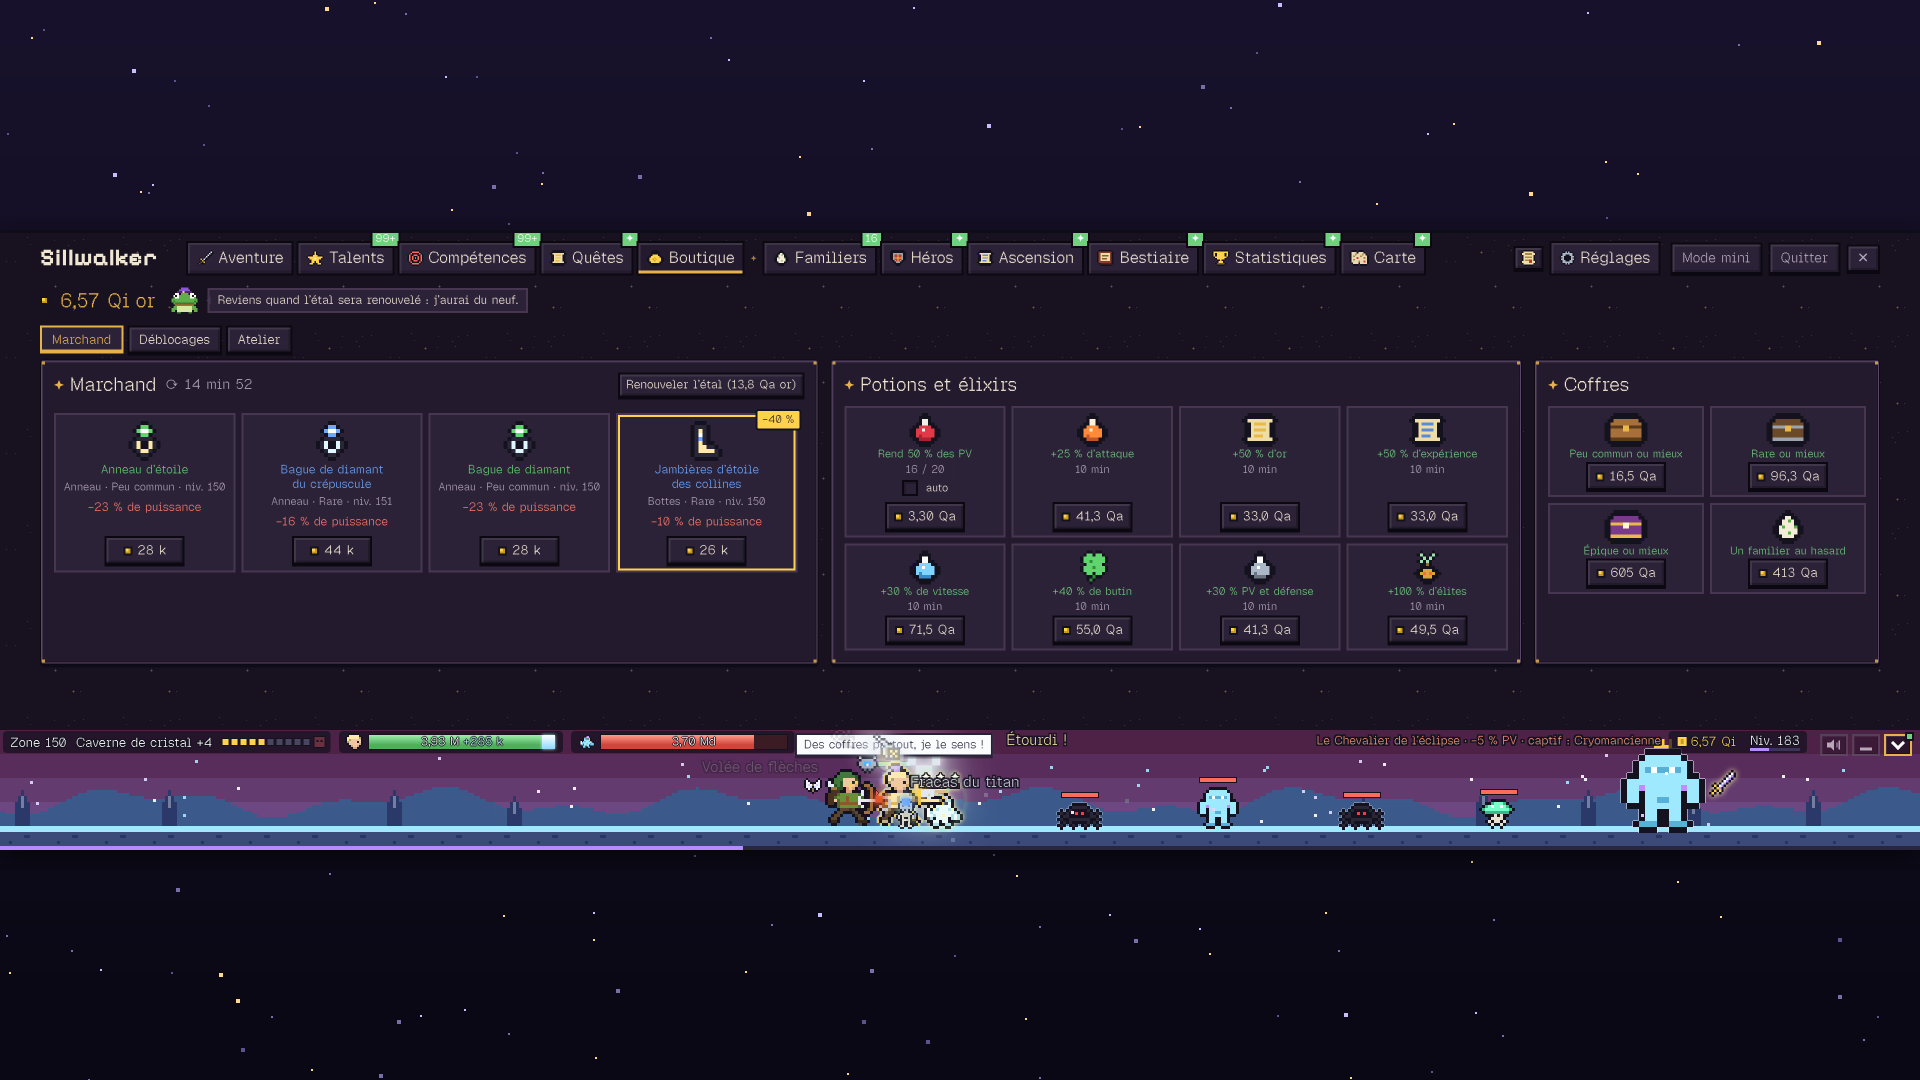 Sillwalker
Aventure
99+
Talents
99+
Compétences
Quêtes
Boutique
16
Familiers
Héros
Ascension
Bestiaire
Statistiques
Carte
Réglages
Mode mini
Quitter
6,57 Qi or
Reviens quand l'étal sera renouvelé : j'aurai du neuf.
Marchand
Déblocages
Atelier
Marchand
14 min 52
Renouveler l'étal (13,8 Qa or)
Anneau d'étoile
Anneau · Peu commun · niv. 150
-23 % de puissance
28 k
Bague de diamant
du crépuscule
Anneau · Rare · niv. 151
-16 % de puissance
44 k
Bague de diamant
Anneau · Peu commun · niv. 150
-23 % de puissance
28 k
-40 %
Jambières d'étoile
des collines
Bottes · Rare · niv. 150
-10 % de puissance
26 k
Potions et élixirs
Rend 50 % des PV
16 / 20
auto
3,30 Qa
+25 % d'attaque
10 min
41,3 Qa
+50 % d'or
10 min
33,0 Qa
+50 % d'expérience
10 min
33,0 Qa
+30 % de vitesse
10 min
71,5 Qa
+40 % de butin
10 min
55,0 Qa
+30 % PV et défense
10 min
41,3 Qa
+100 % d'élites
10 min
49,5 Qa
Coffres
Peu commun ou mieux
16,5 Qa
Rare ou mieux
96,3 Qa
Épique ou mieux
605 Qa
Un familier au hasard
413 Qa
Zone 150 Caverne de cristal +4
3,70 Md
Des coffres partout, je le sens !
Étourdi !
Le Chevalier de l'éclipse · -5 % PV · captif : Cryomancienne
6,57 Qi
Niv. 183
Volée de flèches
Fracas du titan